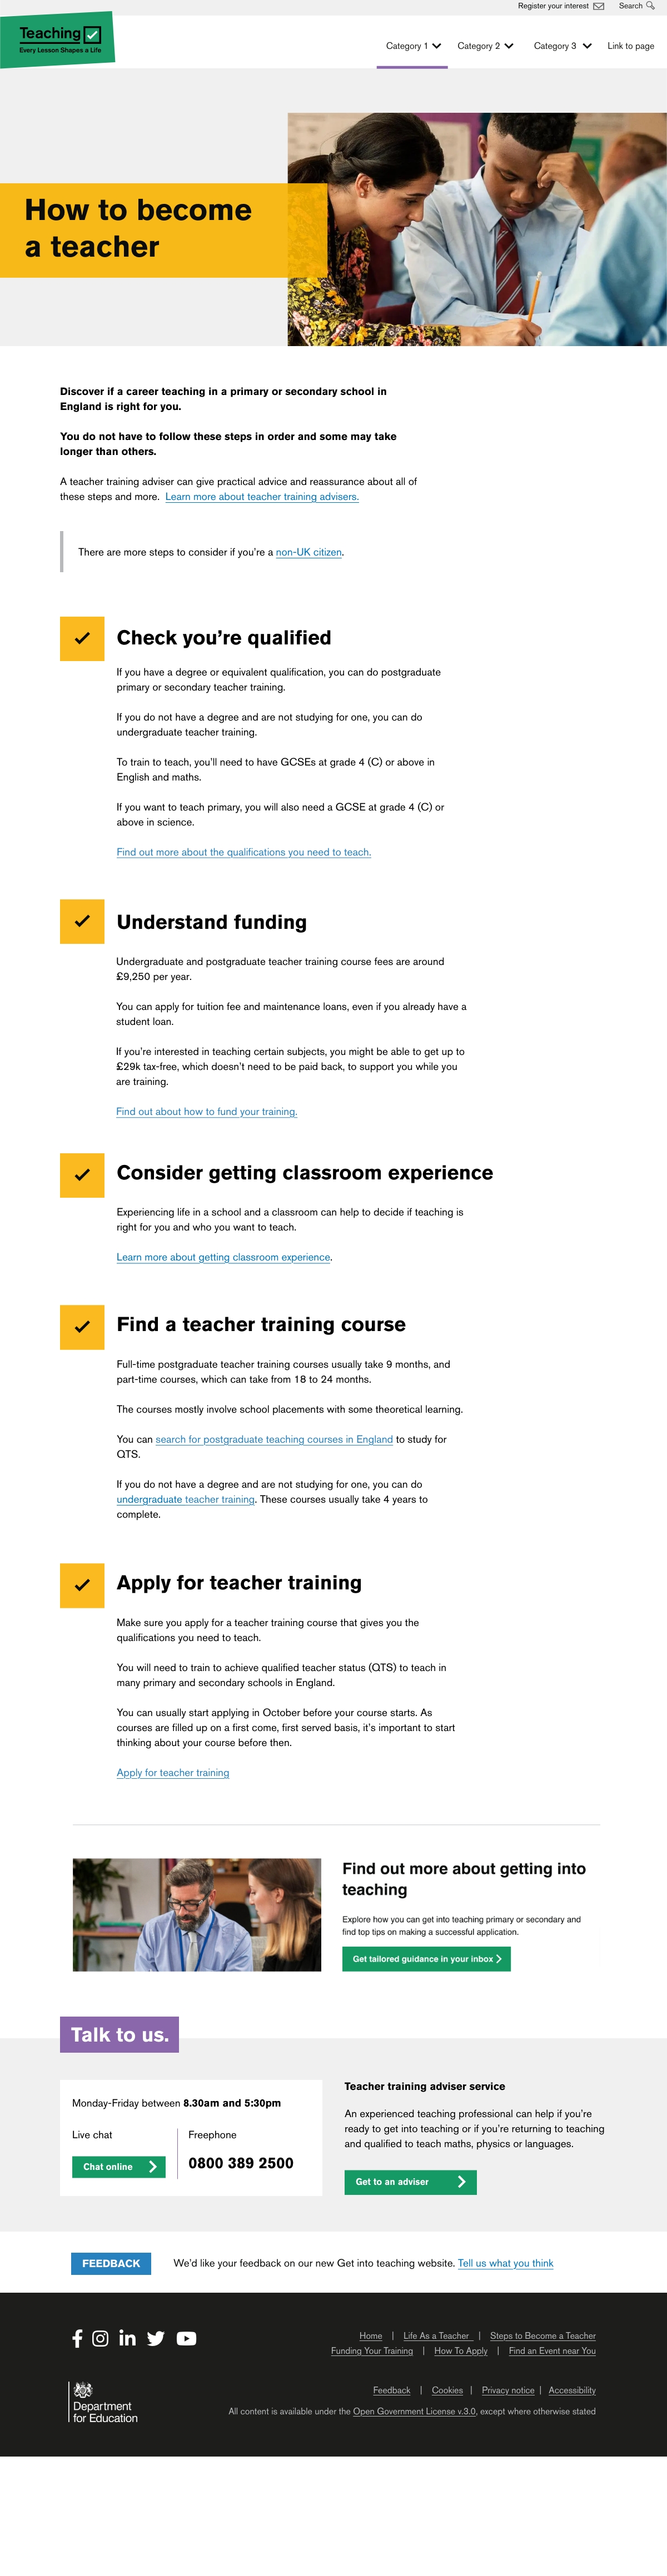 Register your interest
Search
Teaching
Every Lesson Shapes a Life
Category 1
Category 2
Category 3
Link to page
How to become
a teacher
Discover if a career teaching in a primary or secondary school in
England is right for you.
You do not have to follow these steps in order and some may take
longer than others.
A teacher training adviser can give practical advice and reassurance about all of
these steps and more. Learn more about teacher training advisers.
There are more steps to consider if you're a non-UK citizen.
Check you're qualified
If you have a degree or equivalent qualification, you can do postgraduate
primary or secondary teacher training.
If you do not have a degree and are not studying for one, you can do
undergraduate teacher training.
To train to teach, you'll need to have GCSEs at grade 4 (C) or above in
English and maths.
If you want to teach primary, you will also need a GCSE at grade 4 (C) or
above in science.
Find out more about the qualifications you need to teach.
Understand funding
Undergraduate and postgraduate teacher training course fees are around
£9,250 per year.
You can apply for tuition fee and maintenance loans, even if you already have a
student loan.
If you're interested in teaching certain subjects, you might be able to get up to
£29k tax-free, which doesn't need to be paid back, to support you while you
are training.
Find out about how to fund your training.
Consider getting classroom experience
Experiencing life in a school and a classroom can help to decide if teaching is
right for you and who you want to teach.
Learn more about getting classroom experience.
Find a teacher training course
Full-time postgraduate teacher training courses usually take 9 months, and
part-time courses, which can take from 18 to 24 months.
The courses mostly involve school placements with some theoretical learning.
You can search for postgraduate teaching courses in England to study for
QTS.
If you do not have a degree and are not studying for one, you can do
undergraduate teacher training. These courses usually take 4 years to
complete.
Apply for teacher training
Make sure you apply for a teacher training course that gives you the
qualifications you need to teach.
You will need to train to achieve qualified teacher status (QTS) to teach in
many primary and secondary schools in England.
You can usually start applying in October before your course starts. As
courses are filled up on a first come, first served basis, it's important to start
thinking about your course before then.
Apply for teacher training
Find out more about getting into
teaching
Explore how you can get into teaching primary or secondary and
find top tips on making a successful application.
Get tailored guidance in your inbox
Talk to us.
Monday-Friday between 8.30am and 5:30pm
Live chat
Chat online
Freephone
0800 389 2500
Teacher training adviser service
An experienced teaching professional can help if you're
ready to get into teaching or if you're returning to teaching
and qualified to teach maths, physics or languages.
Get to an adviser
FEEDBACK
We'd like your feedback on our new Get into teaching website. Tell us what you think
Home | Life As a Teacher | Steps to Become a Teacher
Funding Your Training | How To Apply | Find an Event near You
Department
for Education
Feedback | Cookies | Privacy notice | Accessibility
All content is available under the Open Government License v.3.0, except where otherwise stated